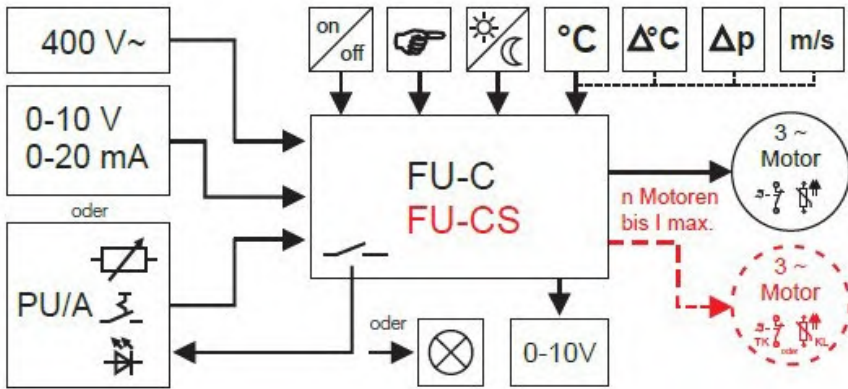 400 V~
on
off
°C
Δ°C
Δp
m/s
0-10 V
0-20 mA
oder
PU/A
FU-C
FU-CS
3 ~
Motor
n Motoren
bis I max.
3 ~
Motor
TK
oder
KL
oder
0-10V